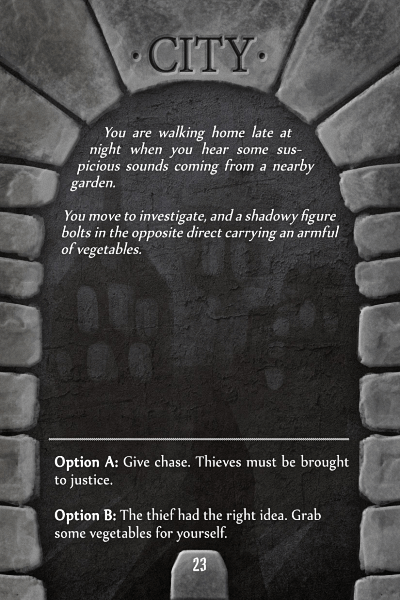 · CITY ·
You are walking home late at
night when you hear some sus-
picious sounds coming from a nearby
garden.
You move to investigate, and a shadowy figure
bolts in the opposite direct carrying an armful
of vegetables.
Option A: Give chase. Thieves must be brought
to justice.
Option B: The thief had the right idea. Grab
some vegetables for yourself.
23